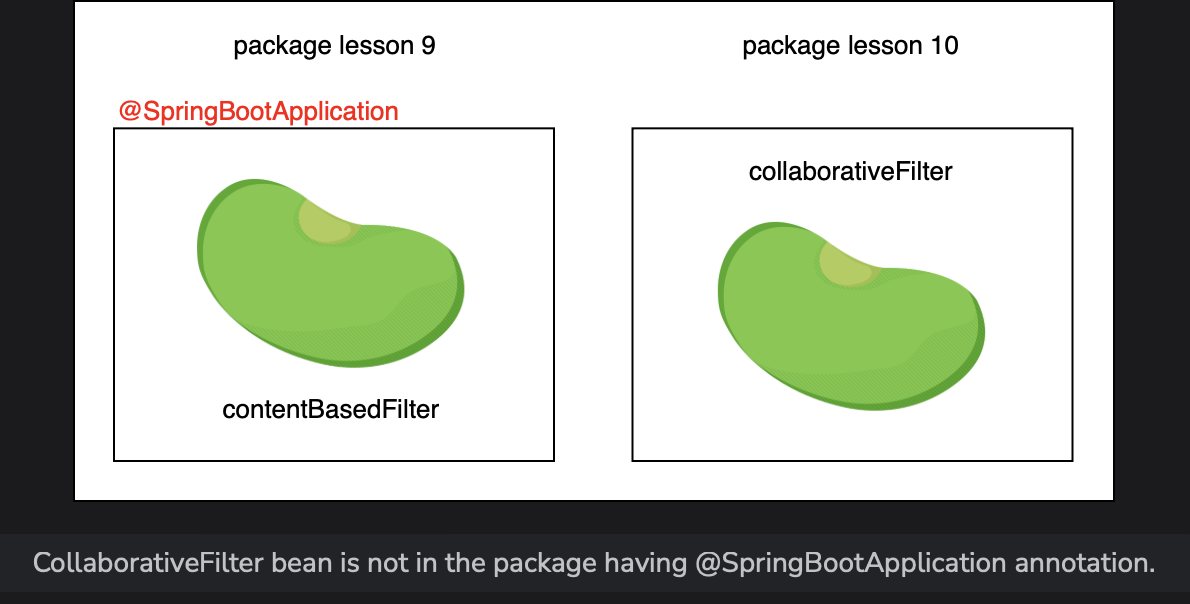 package lesson 9
package lesson 10
@SpringBootApplication
collaborativeFilter
contentBasedFilter
CollaborativeFilter bean is not in the package having @SpringBootApplication annotation.